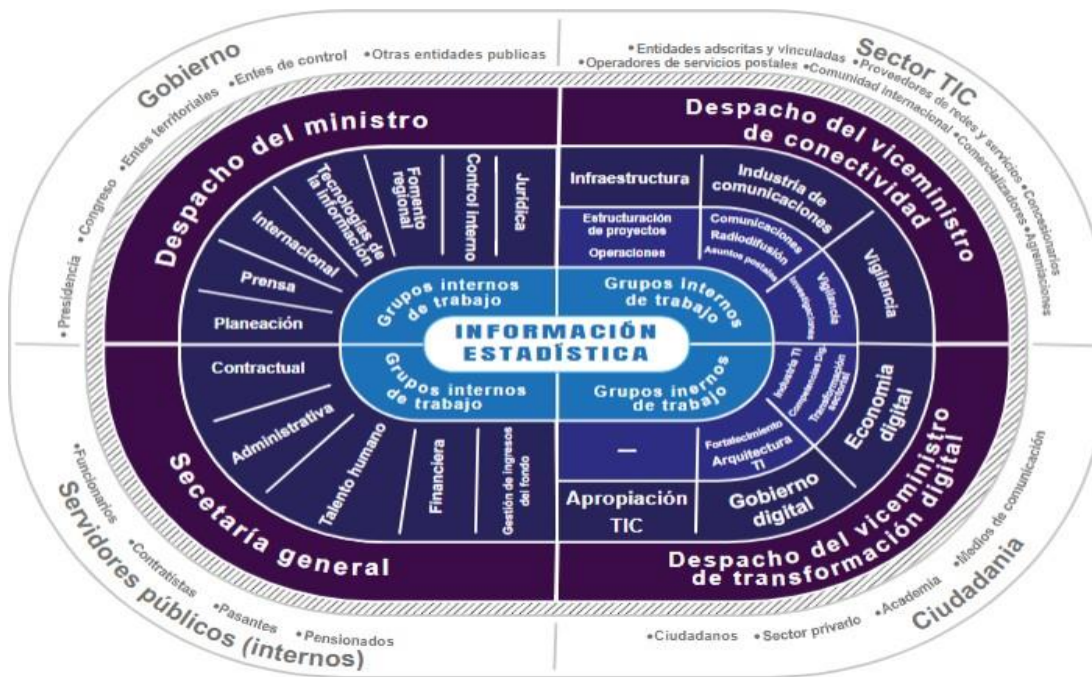 Gobierno
•Presidencia •Congreso •Entes territoriales •Entes de control •Otras entidades publicas
Sector TIC
•Entidades adscritas y vinculadas •Proveedores de redes y servicios •Concesionarios
•Operadores de servicios postales •Comunidad internacional •Comercializadores •Agremiaciones
Despacho del ministro
Planeación
Prensa
Internacional
Tecnologías de
la información
Fomento
regional
Control interno
Jurídica
Grupos internos
de trabajo
Despacho del viceministro
de conectividad
Infraestructura
Industria de
comunicaciones
Vigilancia
Estructuración
de proyectos
Operaciones
Comunicaciones
Radiodifusión
Asuntos postales
Vigilancia
Investigaciones
Grupos Internos
de trabajo
INFORMACIÓN
ESTADÍSTICA
Grupos internos
de trabajo
Contractual
Administrativa
Talento humano
Financiera
Gestión de ingresos
del fondo
Secetaría general
Grupos inernos
de trabajo
Industria TI
Competencias Dig.
Transformación
sectorial
Fortalecimiento
Arquitectura
TI
—
Economia
digital
Gobierno
digital
Apropiación
TIC
Despacho del viceministro
de transformación digital
•Funcionarios •Contratistas •Pasantes •Pensionados
Servidores públicos (internos)
•Ciudadanos •Sector privado •Academia •Medios de comunicación
Ciudadania